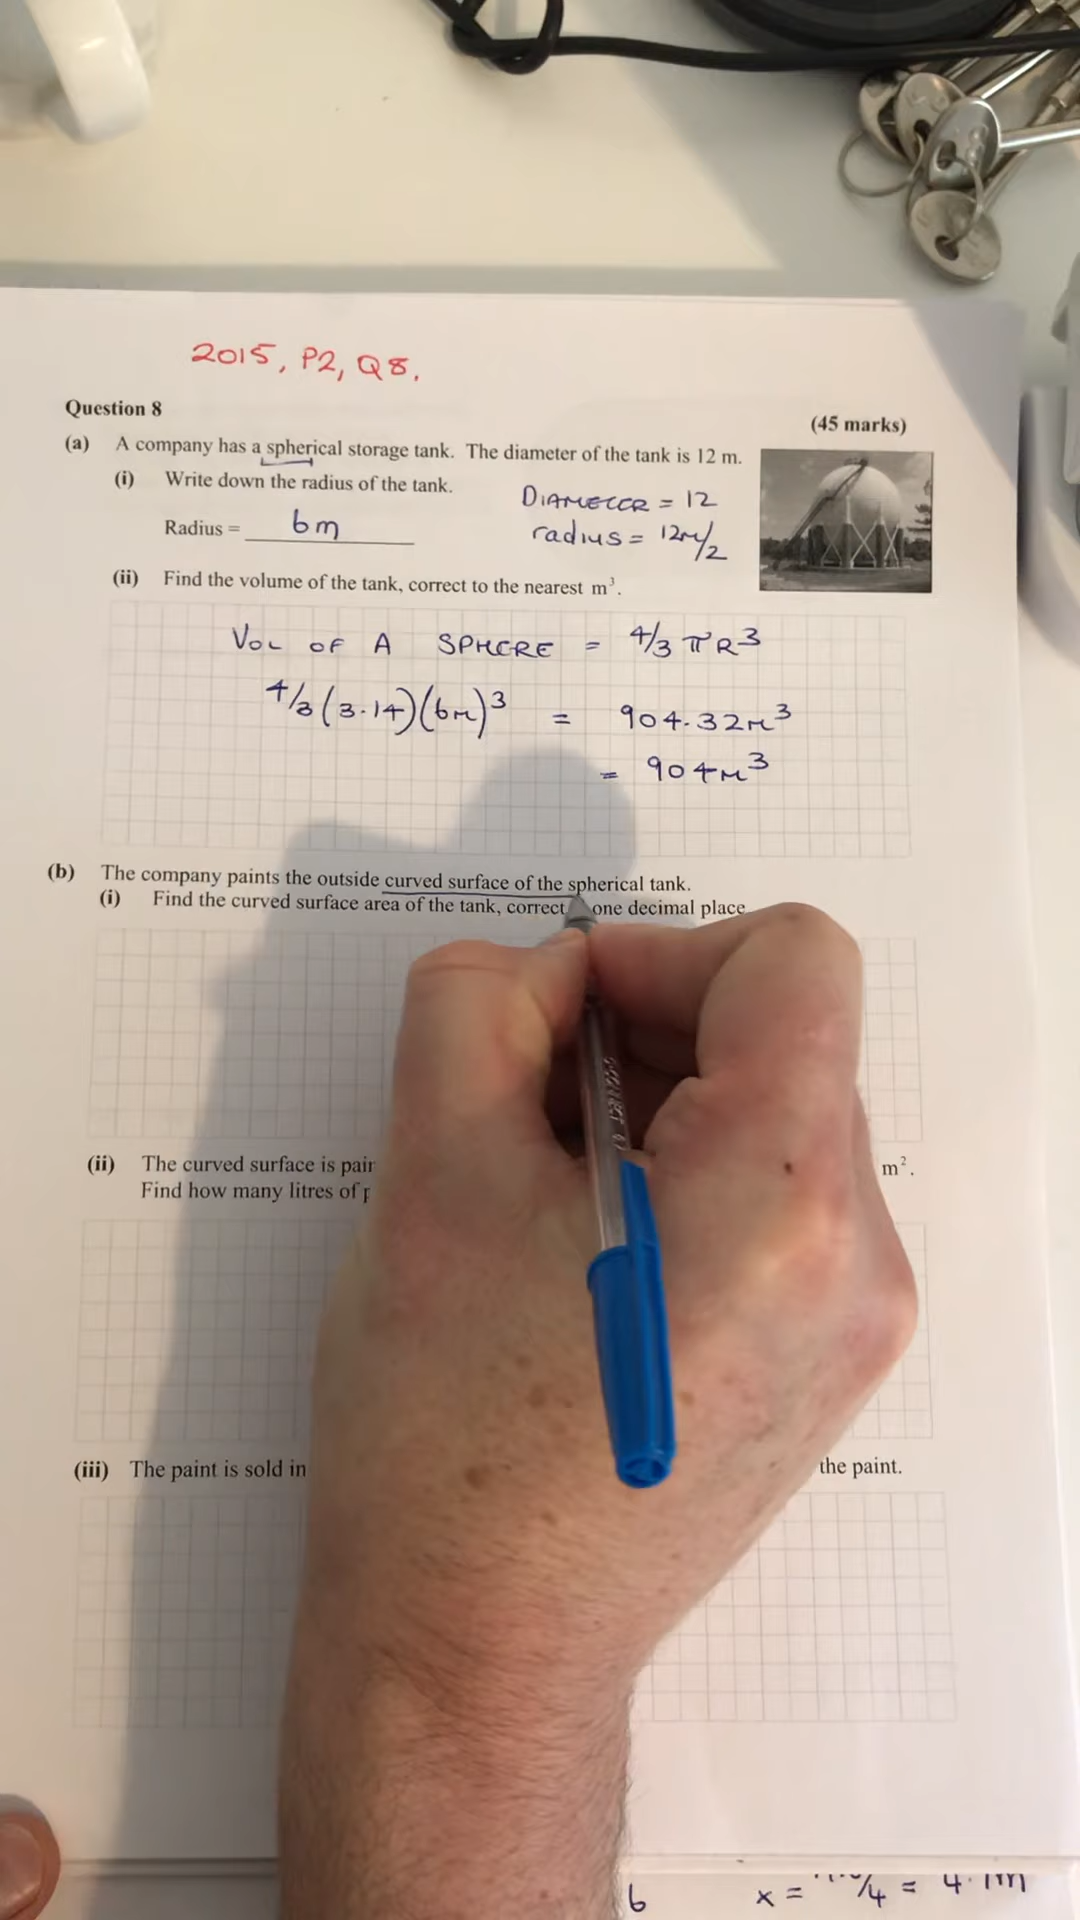 2015, P2, Q8.
Question 8
(45 marks)
(a) A company has a spherical storage tank. The diameter of the tank is 12 m.
(i) Write down the radius of the tank.
DIAMETER = 12
Radius = 6m
radius = 12m/2
(ii) Find the volume of the tank, correct to the nearest m³.
VOL OF A SPHERE = 4/3 πR³
4/3(3.14)(6m)³ = 904.32m³
= 904m³
(b) The company paints the outside curved surface of the spherical tank.
(i) Find the curved surface area of the tank, correct one decimal place
(ii) The curved surface is m².
Find how many litres of
(iii) The paint is sold in the paint.
6 x = /4 = 4.1m